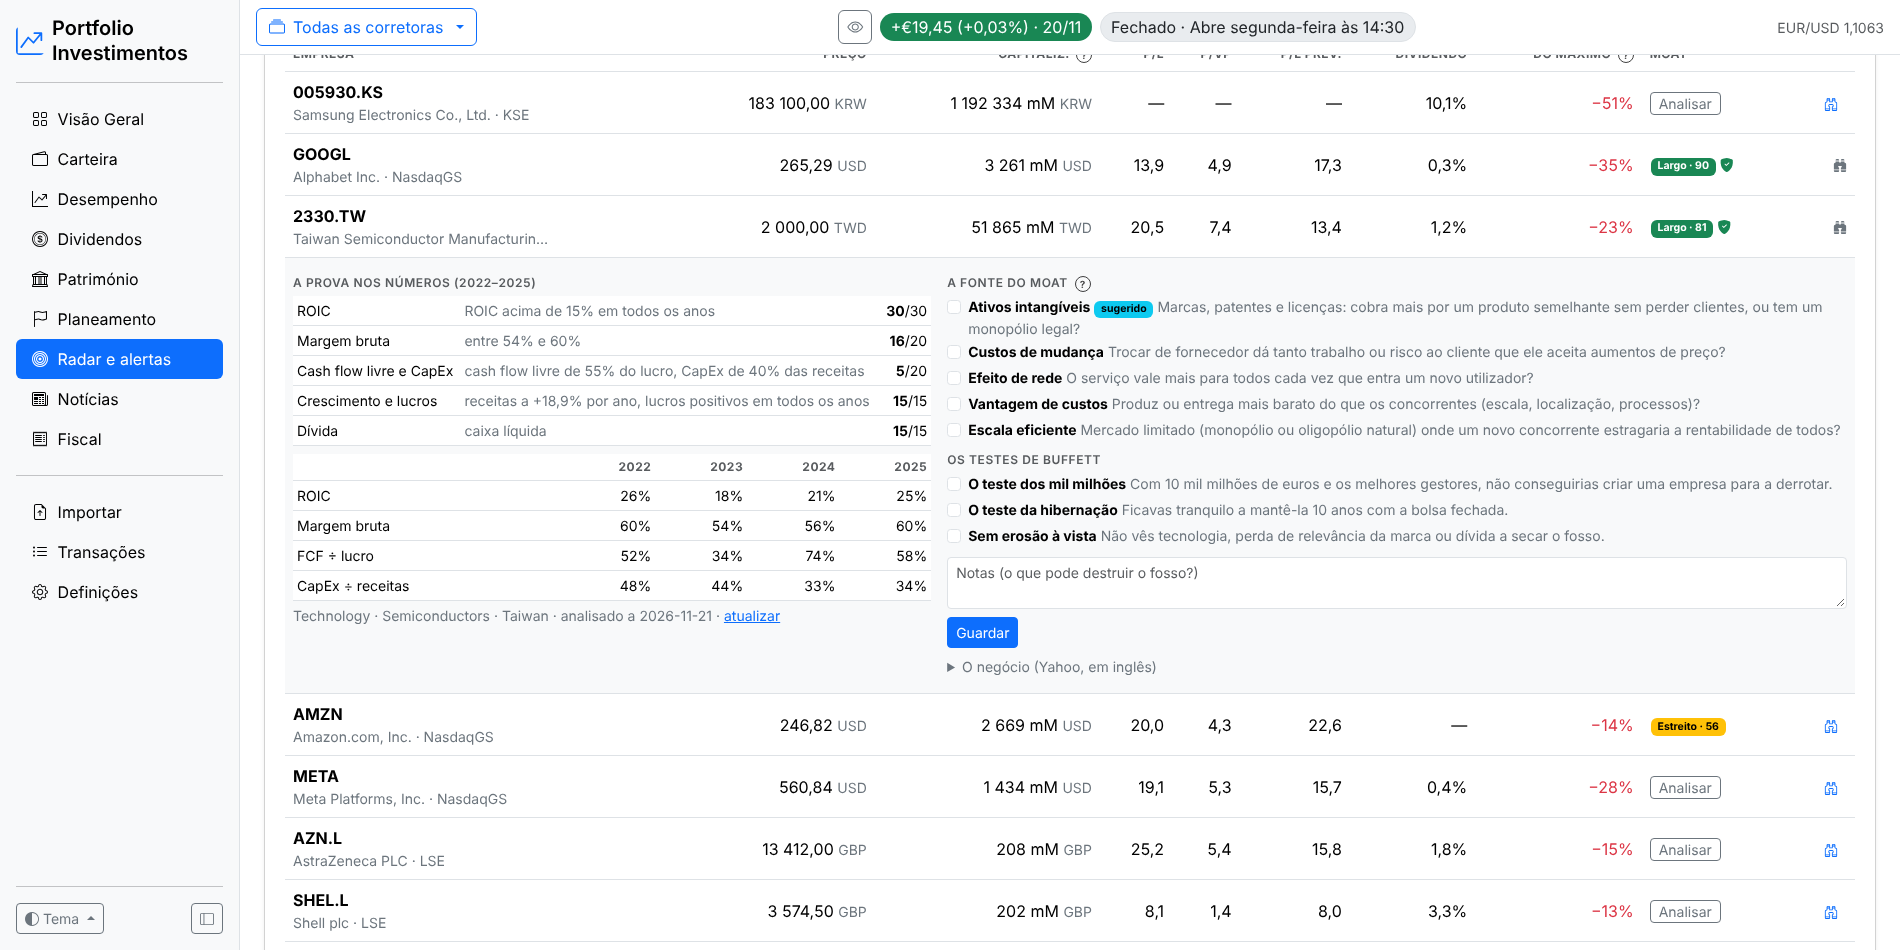 Portfolio
Investimentos
Todas as corretoras
+€19,45 (+0,03%) · 20/11
Fechado · Abre segunda-feira às 14:30
EUR/USD 1,1063
Visão Geral
Carteira
Desempenho
Dividendos
Património
Planeamento
Radar e alertas
Notícias
Fiscal
Importar
Transações
Definições
Tema
EMPRESA PREÇO CAPITALIZ. ? P/L P/VP P/L PREV. DIVIDENDO DO MÁXIMO ? MOAT
005930.KS
Samsung Electronics Co., Ltd. · KSE
183 100,00 KRW 1 192 334 mM KRW — — — 10,1% −51% Analisar
GOOGL
Alphabet Inc. · NasdaqGS
265,29 USD 3 261 mM USD 13,9 4,9 17,3 0,3% −35% Largo · 90
2330.TW
Taiwan Semiconductor Manufacturin...
2 000,00 TWD 51 865 mM TWD 20,5 7,4 13,4 1,2% −23% Largo · 81
A PROVA NOS NÚMEROS (2022–2025)
ROIC ROIC acima de 15% em todos os anos 30/30
Margem bruta entre 54% e 60% 16/20
Cash flow livre e CapEx cash flow livre de 55% do lucro, CapEx de 40% das receitas 5/20
Crescimento e lucros receitas a +18,9% por ano, lucros positivos em todos os anos 15/15
Dívida caixa líquida 15/15
2022 2023 2024 2025
ROIC 26% 18% 21% 25%
Margem bruta 60% 54% 56% 60%
FCF ÷ lucro 52% 34% 74% 58%
CapEx ÷ receitas 48% 44% 33% 34%
Technology · Semiconductors · Taiwan · analisado a 2026-11-21 · atualizar
A FONTE DO MOAT ?
Ativos intangíveis sugerido Marcas, patentes e licenças: cobra mais por um produto semelhante sem perder clientes, ou tem um
monopólio legal?
Custos de mudança Trocar de fornecedor dá tanto trabalho ou risco ao cliente que ele aceita aumentos de preço?
Efeito de rede O serviço vale mais para todos cada vez que entra um novo utilizador?
Vantagem de custos Produz ou entrega mais barato do que os concorrentes (escala, localização, processos)?
Escala eficiente Mercado limitado (monopólio ou oligopólio natural) onde um novo concorrente estragaria a rentabilidade de todos?
OS TESTES DE BUFFETT
O teste dos mil milhões Com 10 mil milhões de euros e os melhores gestores, não conseguirias criar uma empresa para a derrotar.
O teste da hibernação Ficavas tranquilo a mantê-la 10 anos com a bolsa fechada.
Sem erosão à vista Não vês tecnologia, perda de relevância da marca ou dívida a secar o fosso.
Notas (o que pode destruir o fosso?)
Guardar
O negócio (Yahoo, em inglês)
AMZN
Amazon.com, Inc. · NasdaqGS
246,82 USD 2 669 mM USD 20,0 4,3 22,6 — −14% Estreito · 56
META
Meta Platforms, Inc. · NasdaqGS
560,84 USD 1 434 mM USD 19,1 5,3 15,7 0,4% −28% Analisar
AZN.L
AstraZeneca PLC · LSE
13 412,00 GBP 208 mM GBP 25,2 5,4 15,8 1,8% −15% Analisar
SHEL.L
Shell plc · LSE
3 574,50 GBP 202 mM GBP 8,1 1,4 8,0 3,3% −13% Analisar